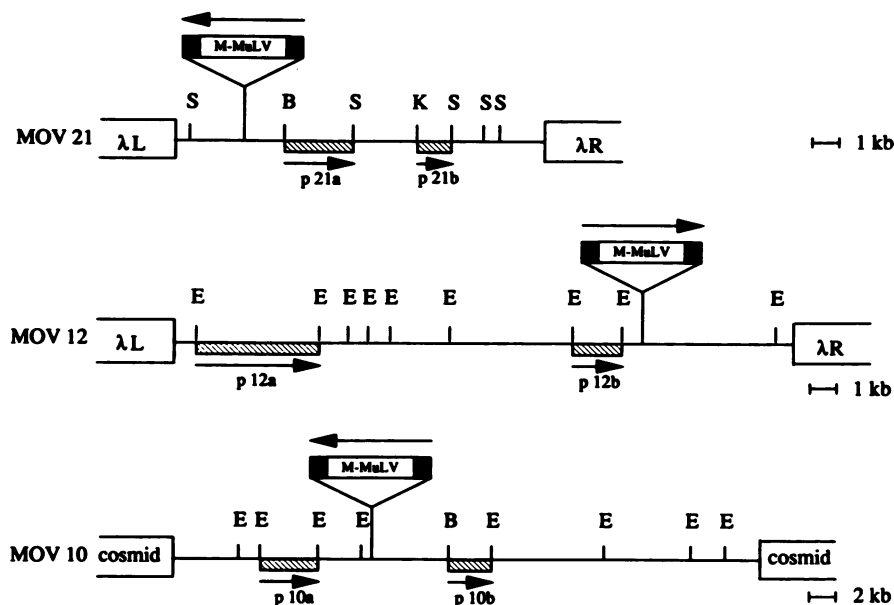 M-MuLV
S B S K S S S
MOV 21 λL λR 1 kb
p 21a p 21b
M-MuLV
E E E E E E E E E
MOV 12 λL λR
p 12a p 12b 1 kb
M-MuLV
E E E E B E E E E
MOV 10 cosmid cosmid
p 10a p 10b 2 kb